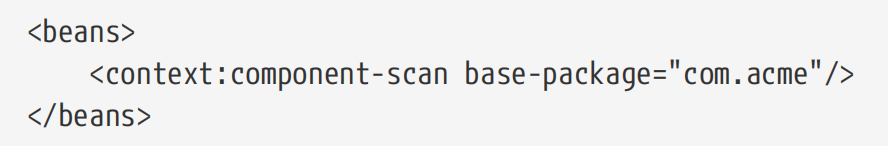 <beans>
    <context:component-scan base-package="com.acme"/>
</beans>